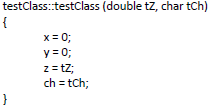 testClass::testClass (double tZ, char tCh)
{
x = 0;
y = 0;
z = tZ;
ch = tCh;
}